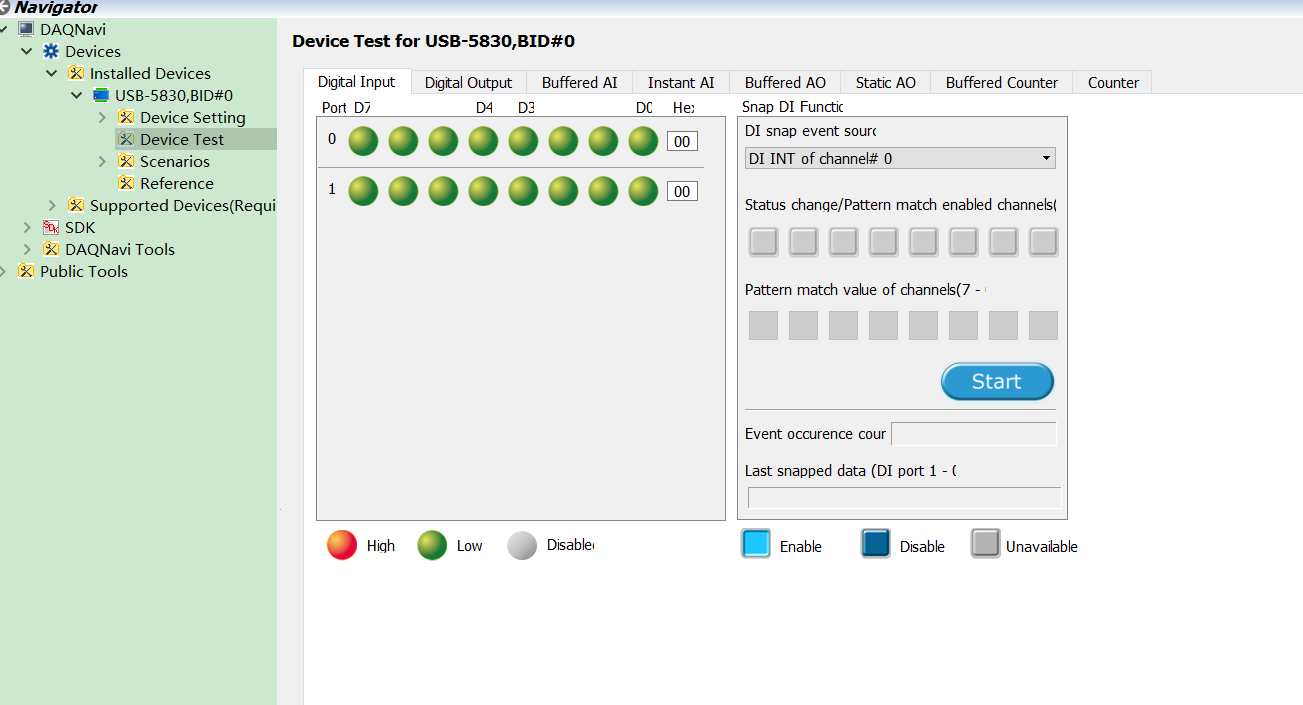 Navigator
DAQNavi
Devices
Installed Devices
USB-5830,BID#0
Device Setting
Device Test
Scenarios
Reference
Supported Devices(Requi
SDK
DAQNavi Tools
Public Tools
Device Test for USB-5830,BID#0
Digital Input Digital Output Buffered AI Instant AI Buffered AO Static AO Buffered Counter Counter
Port D7 D4 D3 D0 Hex
0 00
1 00
High Low Disabled
Snap DI Functio
DI snap event sourc
DI INT of channel# 0
Status change/Pattern match enabled channels(
Pattern match value of channels(7 -
Start
Event occurence cour
Last snapped data (DI port 1 - 0
Enable Disable Unavailable